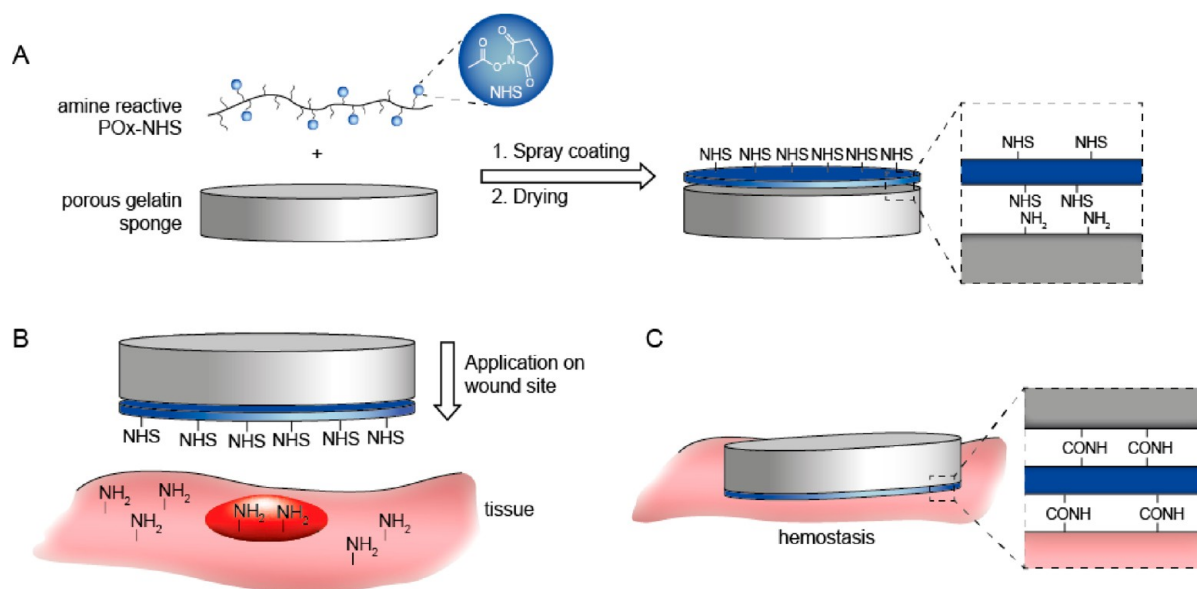 A
amine reactive
POx-NHS
NHS
+
porous gelatin
sponge
1. Spray coating
2. Drying
NHS NHS NHS NHS NHS NHS
NHS NHS
NHS NHS
NH₂ NH₂
B
Application on
wound site
NHS NHS NHS NHS NHS NHS
NH₂ NH₂ NH₂ NH₂ NH₂ NH₂ NH₂
tissue
C
hemostasis
CONH CONH
CONH CONH
O O N O O